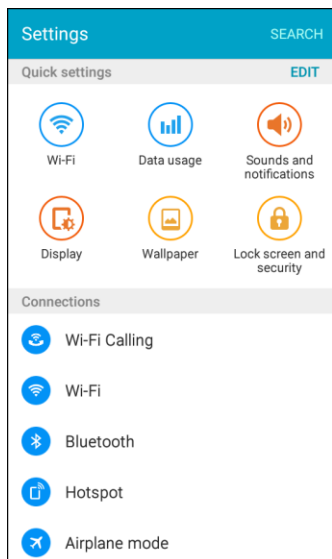 Settings SEARCH
Quick settings EDIT
Wi-Fi Data usage Sounds and
notifications
Display Wallpaper Lock screen and
security
Connections
Wi-Fi Calling
Wi-Fi
Bluetooth
Hotspot
Airplane mode